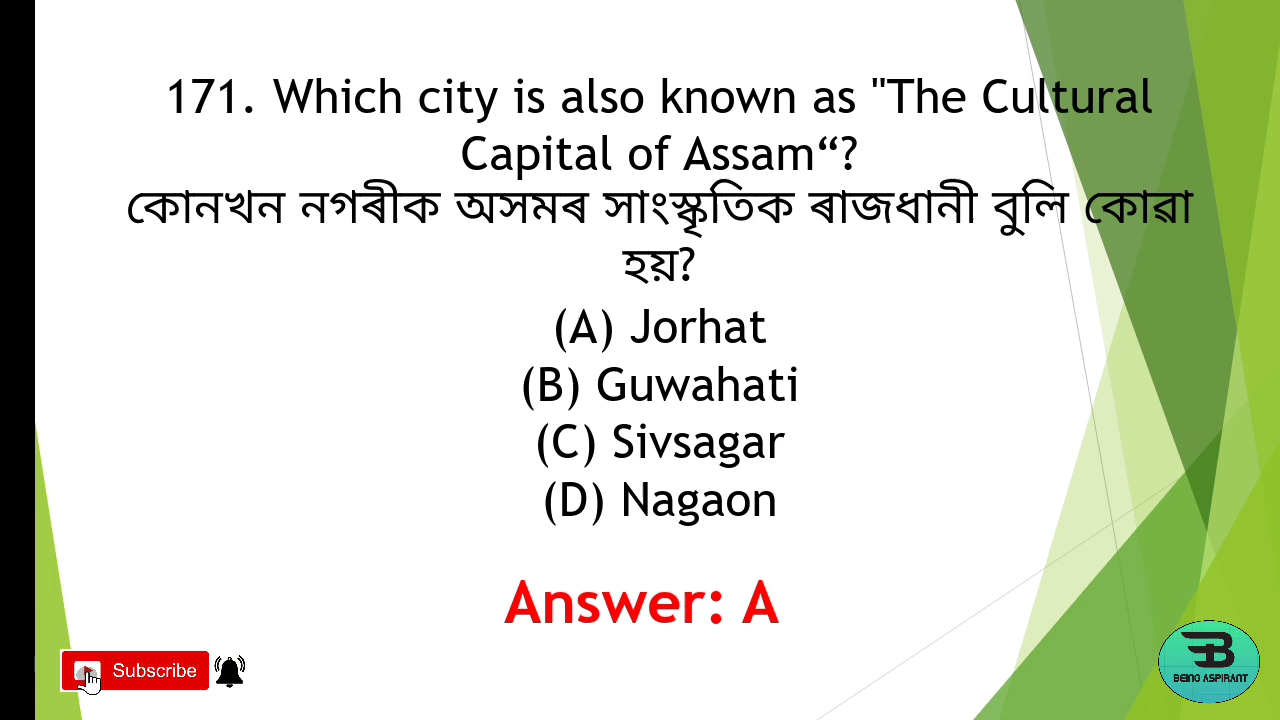 171. Which city is also known as "The Cultural
Capital of Assam“?
কোনখন নগৰীক অসমৰ সাংস্কৃতিক ৰাজধানী বুলি কোৱা
হয়?
(A) Jorhat
(B) Guwahati
(C) Sivsagar
(D) Nagaon
Answer: A
Subscribe
BEING ASPIRANT